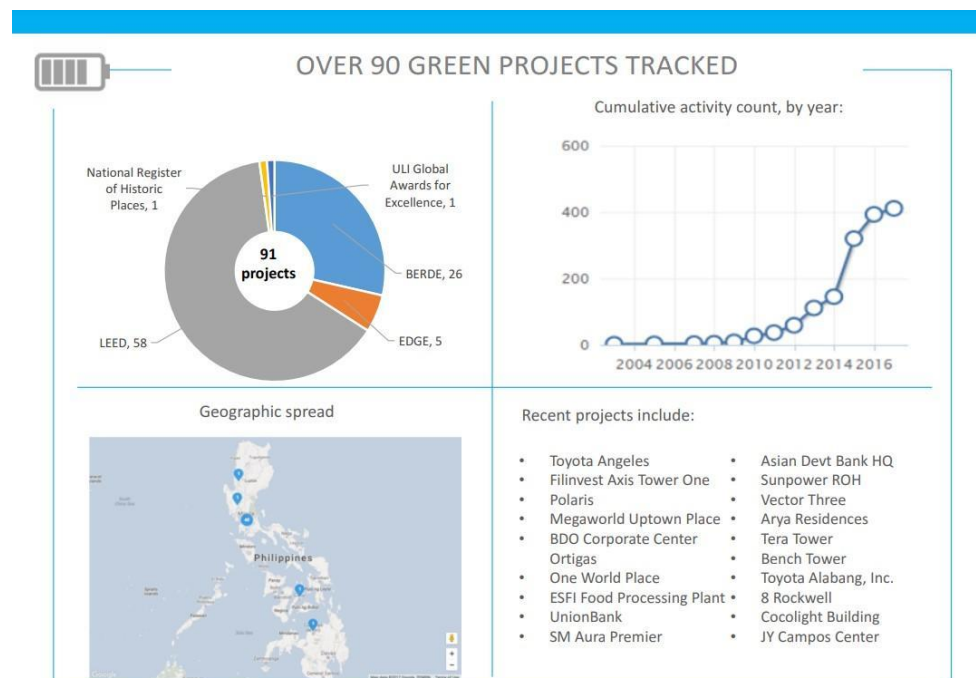 OVER 90 GREEN PROJECTS TRACKED
National Register
of Historic
Places, 1
ULI Global
Awards for
Excellence, 1
91
projects
BERDE, 26
EDGE, 5
LEED, 58
Cumulative activity count, by year:
600
400
200
0
2004 2006 2008 2010 2012 2014 2016
Geographic spread
Philippines
Recent projects include:
• Toyota Angeles
• Filinvest Axis Tower One
• Polaris
• Megaworld Uptown Place
• BDO Corporate Center
Ortigas
• One World Place
• ESFI Food Processing Plant
• UnionBank
• SM Aura Premier
• Asian Devt Bank HQ
• Sunpower ROH
• Vector Three
• Arya Residences
• Tera Tower
• Bench Tower
• Toyota Alabang, Inc.
• 8 Rockwell
• Cocolight Building
• JY Campos Center